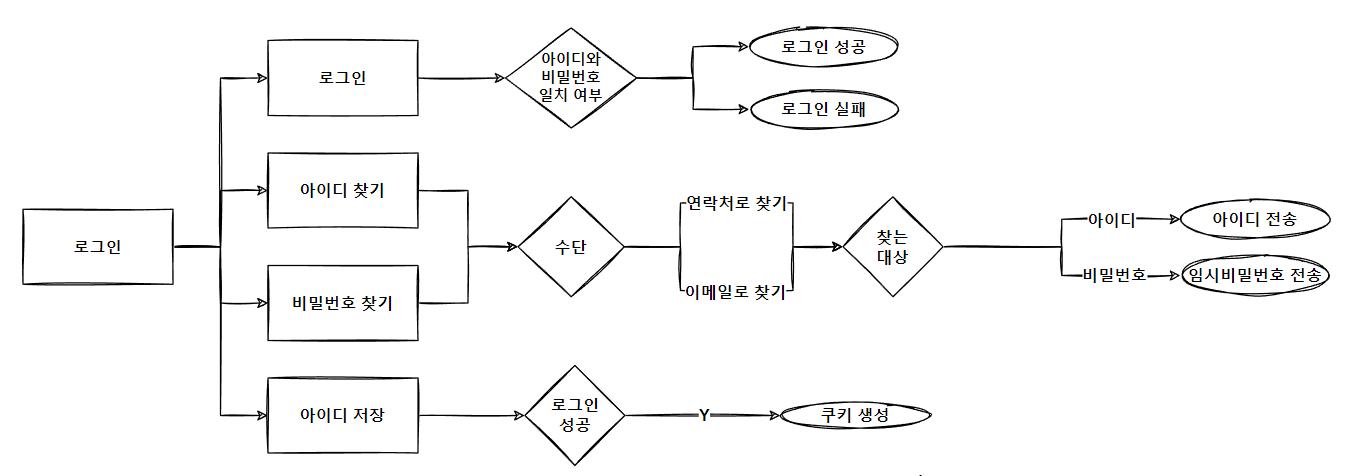 로그인
로그인
아이디와
비밀번호
일치 여부
로그인 성공
로그인 실패
아이디 찾기
비밀번호 찾기
수단
연락처로 찾기
이메일로 찾기
찾는
대상
아이디
아이디 전송
비밀번호
임시비밀번호 전송
아이디 저장
로그인
성공
Y
쿠키 생성